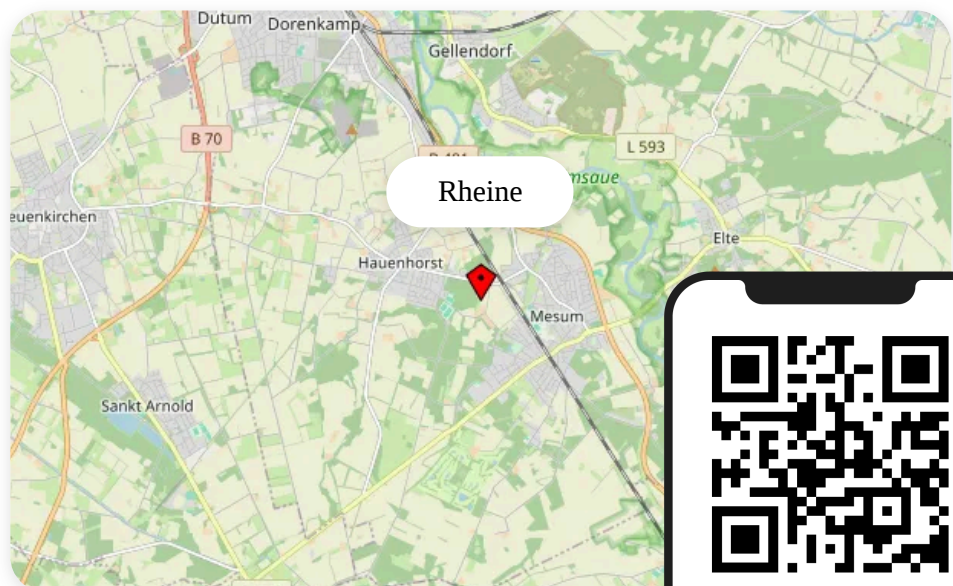 Dutum
Dorenkamp
Gellendorf
B 70
L 593
Rheine
euenkirchen
Elte
Hauenhorst
Mesum
Sankt Arnold